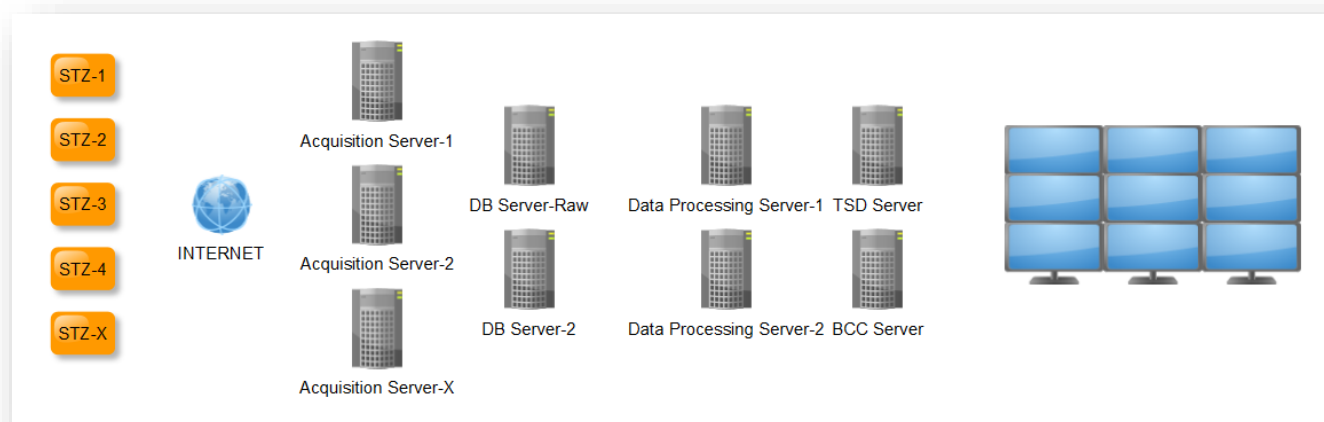 STZ-1
STZ-2
STZ-3
STZ-4
STZ-X
INTERNET
Acquisition Server-1
Acquisition Server-2
Acquisition Server-X
DB Server-Raw
DB Server-2
Data Processing Server-1
Data Processing Server-2
TSD Server
BCC Server